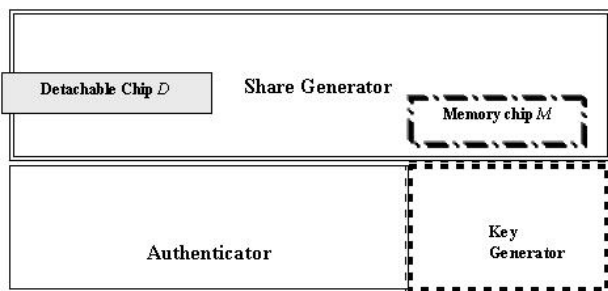 Detachable Chip D
Share Generator
Memory chip M
Authenticator
Key
Generator